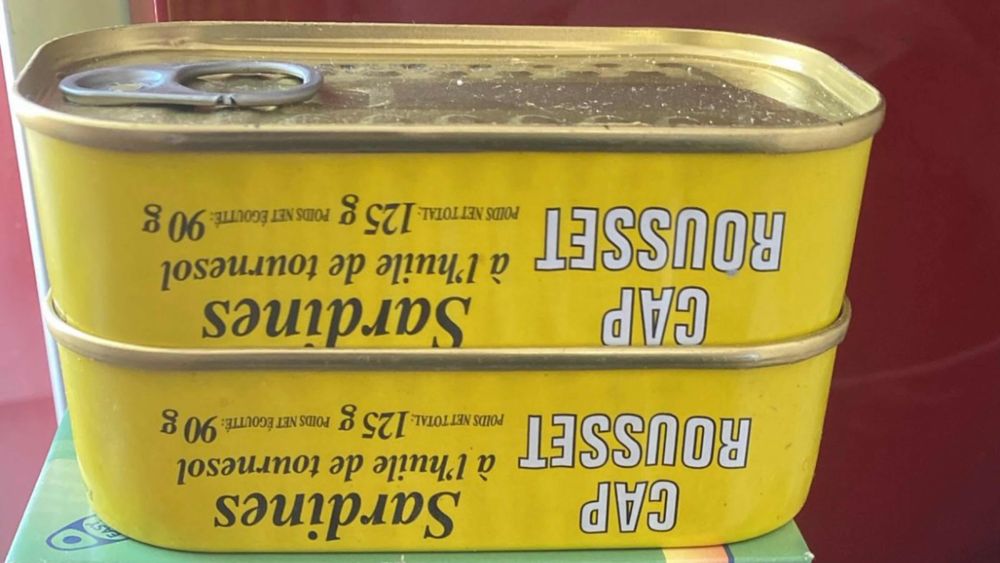 CAP
ROUSSET
Sardines
à l'huile de tournesol
POIDS NET TOTAL: 125 g POIDS NET ÉGOUTTÉ: 90 g
CAP
ROUSSET
Sardines
à l'huile de tournesol
POIDS NET TOTAL: 125 g POIDS NET ÉGOUTTÉ: 90 g
EAST